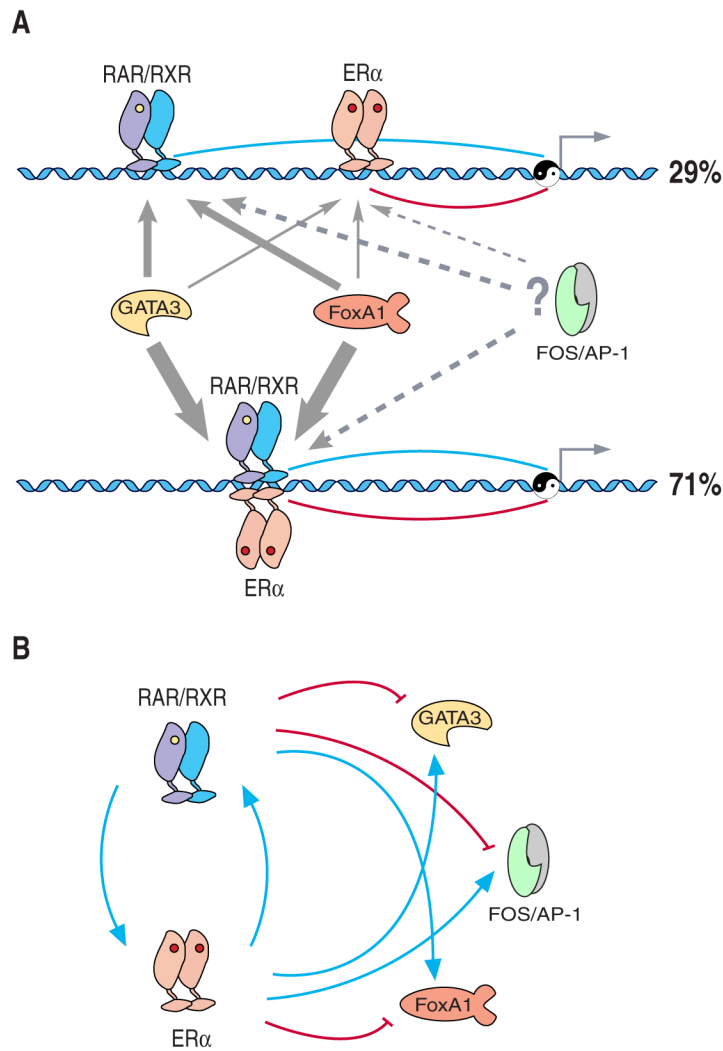 A
RAR/RXR
ERα
29%
GATA3
FoxA1
?
FOS/AP-1
RAR/RXR
71%
ERα
B
RAR/RXR
GATA3
FOS/AP-1
FoxA1
ERα